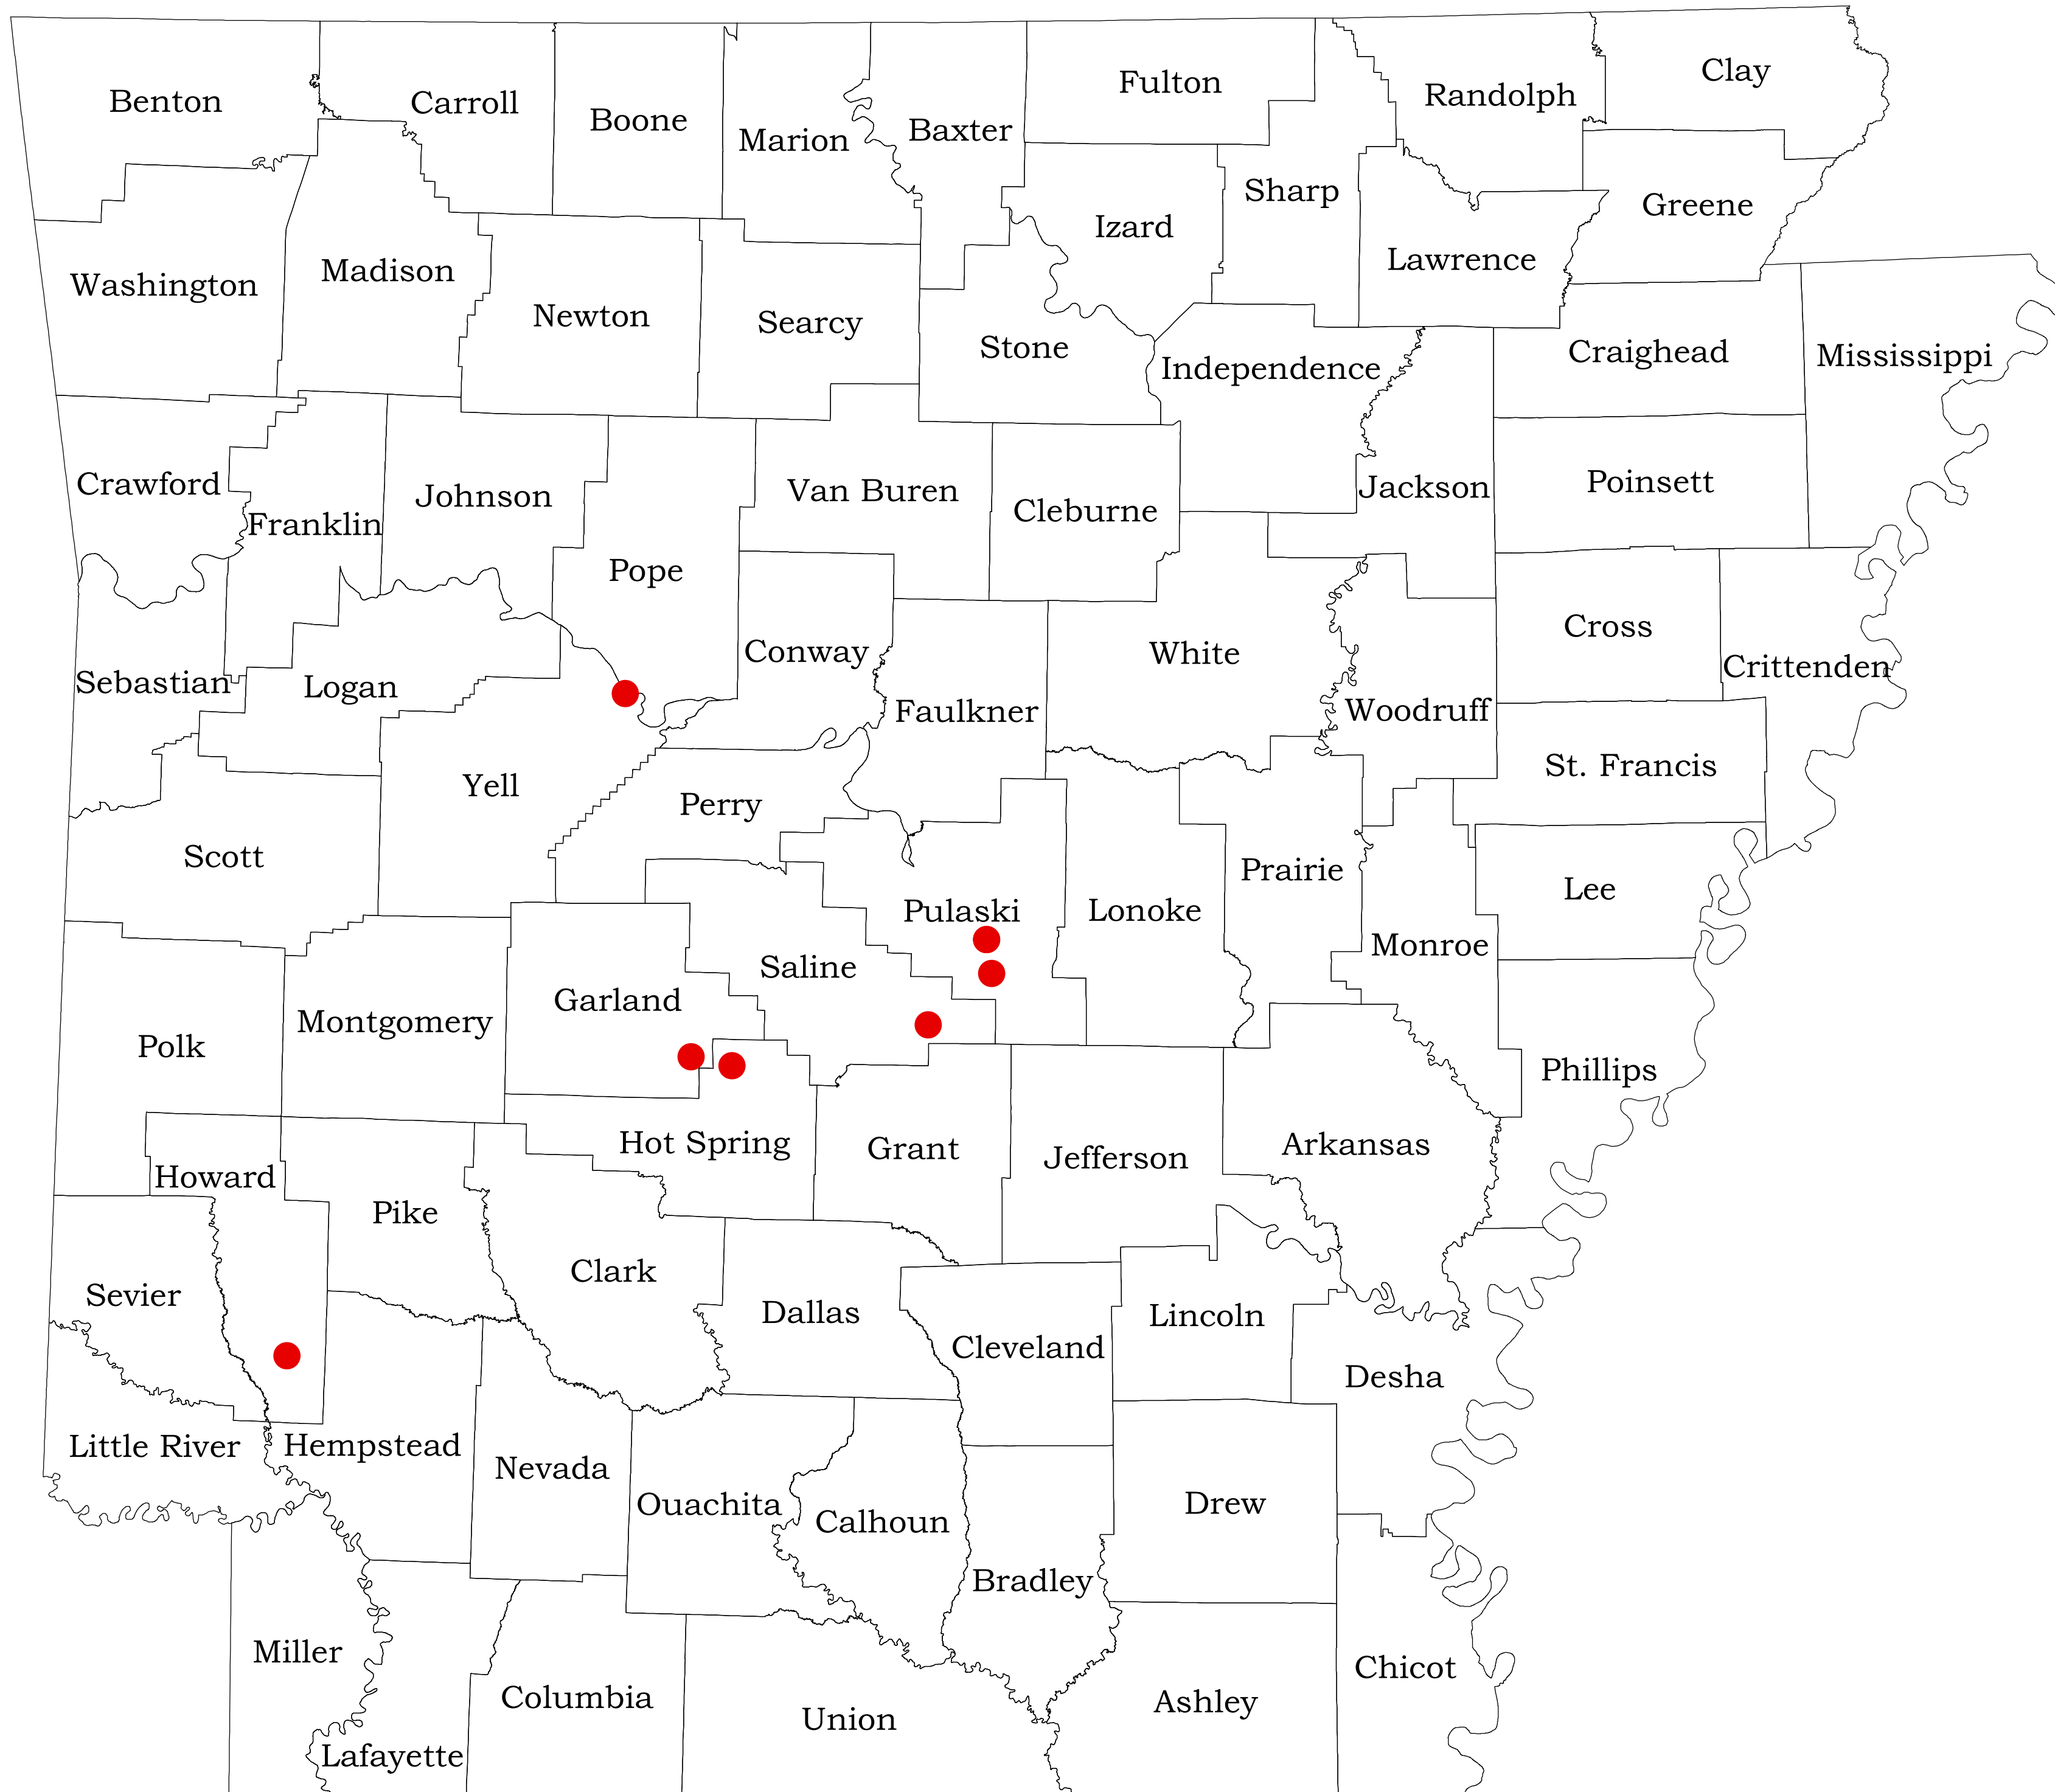 Benton
Carroll
Boone
Marion
Baxter
Fulton
Randolph
Clay
Sharp
Greene
Izard
Lawrence
Washington
Madison
Newton
Searcy
Stone
Independence
Craighead
Mississippi
Crawford
Franklin
Johnson
Pope
Van Buren
Cleburne
Jackson
Poinsett
Sebastian
Logan
Conway
Faulkner
White
Woodruff
Cross
Crittenden
Scott
Yell
Perry
Pulaski
Lonoke
Prairie
St. Francis
Lee
Monroe
Polk
Montgomery
Garland
Saline
Hot Spring
Grant
Jefferson
Arkansas
Phillips
Howard
Pike
Sevier
Clark
Dallas
Cleveland
Lincoln
Desha
Little River
Hempstead
Nevada
Ouachita
Calhoun
Bradley
Drew
Miller
Lafayette
Columbia
Union
Ashley
Chicot